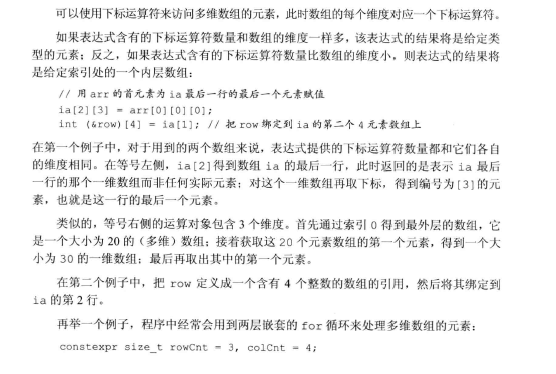 可以使用下标运算符来访问多维数组的元素，此时数组的每个维度对应一个下标运算符。
如果表达式含有的下标运算符数量和数组的维度一样多，该表达式的结果将是给定类
型的元素；反之，如果表达式含有的下标运算符数量比数组的维度小。则表达式的结果将
是给定索引处的一个内层数组：
// 用 arr 的首元素为 ia 最后一行的最后一个元素赋值
ia[2][3] = arr[0][0][0];
int (&row)[4] = ia[1]; // 把 row 绑定到 ia 的第二个 4 元素数组上
在第一个例子中，对于用到的两个数组来说，表达式提供的下标运算符数量都和它们各自
的维度相同。在等号左侧，ia[2]得到数组 ia 的最后一行，此时返回的是表示 ia 最后
一行的那个一维数组而非任何实际元素；对这个一维数组再取下标，得到编号为[3]的元
素，也就是这一行的最后一个元素。
类似的，等号右侧的运算对象包含 3 个维度。首先通过索引 0 得到最外层的数组，它
是一个大小为 20 的（多维）数组；接着获取这 20 个元素数组的第一个元素，得到一个大
小为 30 的一维数组；最后再取出其中的第一个元素。
在第二个例子中，把 row 定义成一个含有 4 个整数的数组的引用，然后将其绑定到
ia 的第 2 行。
再举一个例子，程序中经常会用到两层嵌套的 for 循环来处理多维数组的元素：
constexpr size_t rowCnt = 3, colCnt = 4;